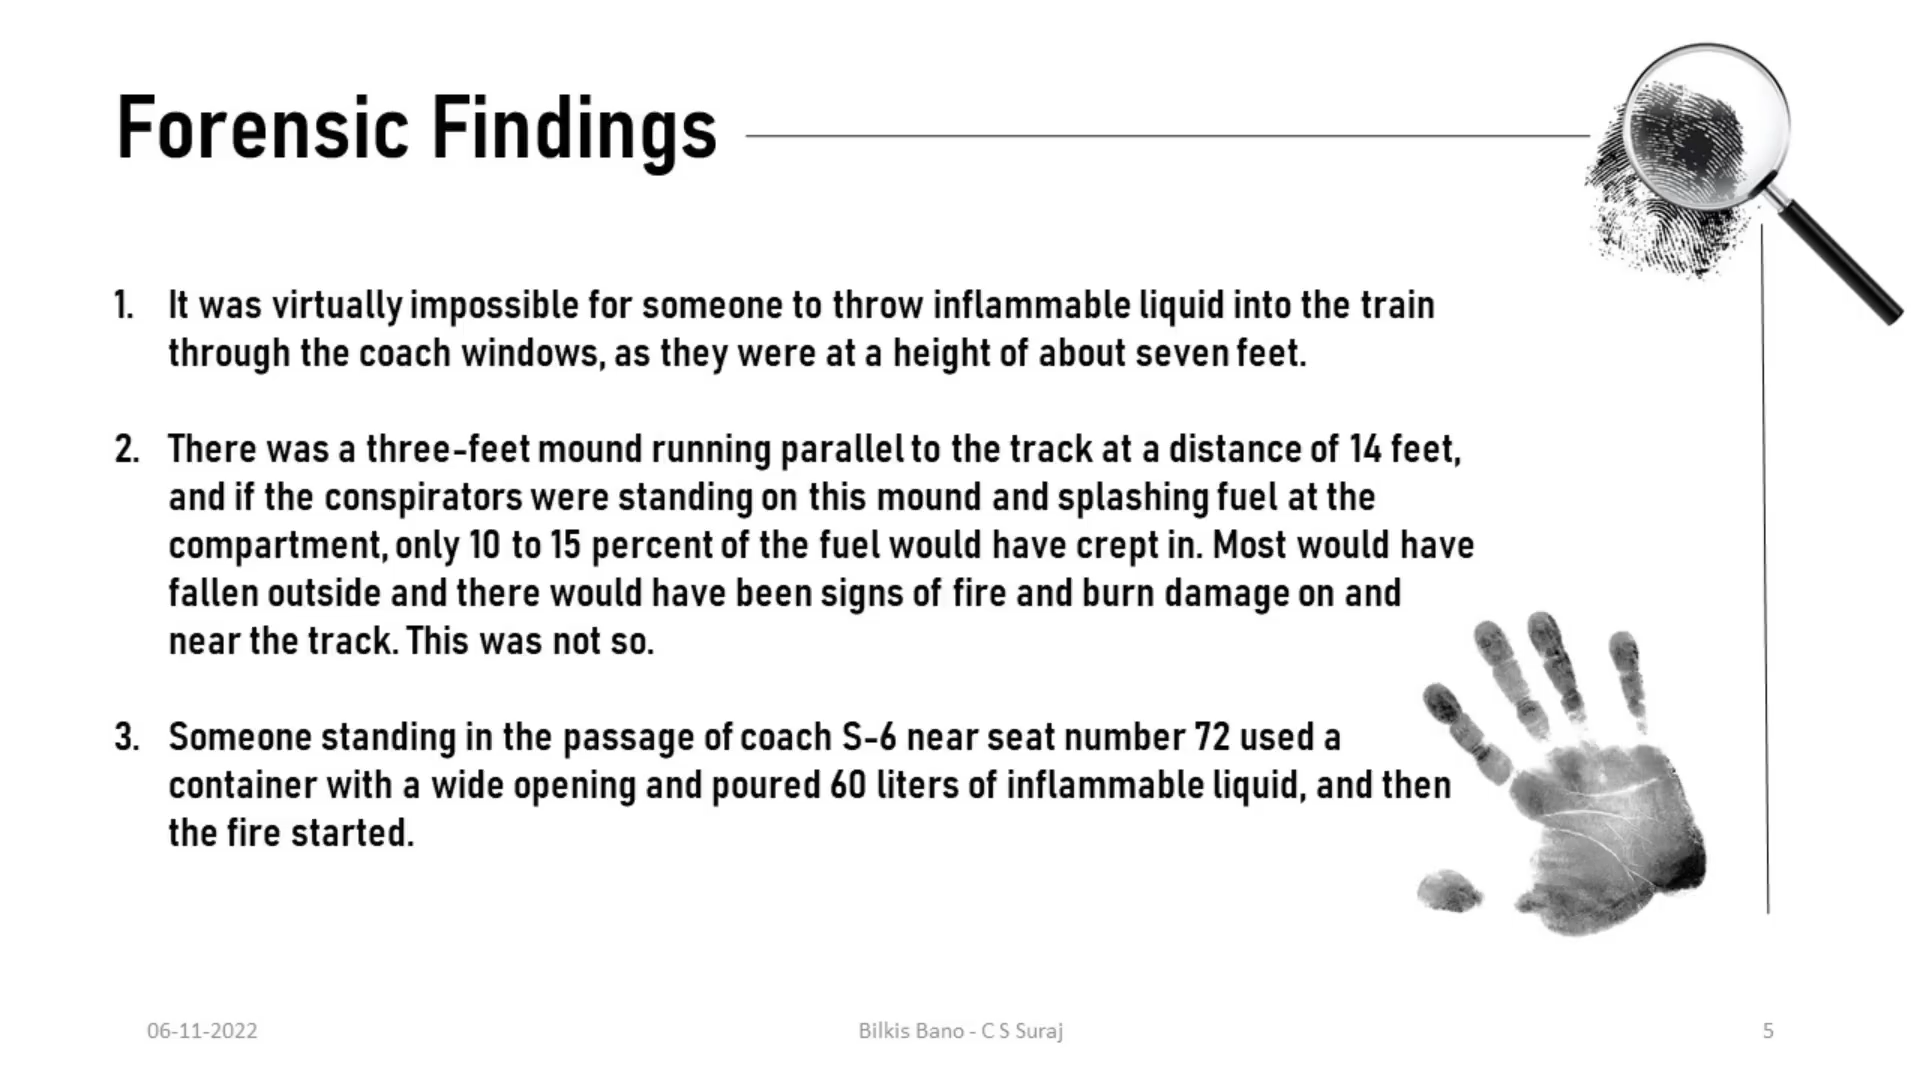 Forensic Findings
1. It was virtually impossible for someone to throw inflammable liquid into the train
through the coach windows, as they were at a height of about seven feet.
2. There was a three-feet mound running parallel to the track at a distance of 14 feet,
and if the conspirators were standing on this mound and splashing fuel at the
compartment, only 10 to 15 percent of the fuel would have crept in. Most would have
fallen outside and there would have been signs of fire and burn damage on and
near the track. This was not so.
3. Someone standing in the passage of coach S-6 near seat number 72 used a
container with a wide opening and poured 60 liters of inflammable liquid, and then
the fire started.
06-11-2022
Bilkis Bano - C S Suraj
5